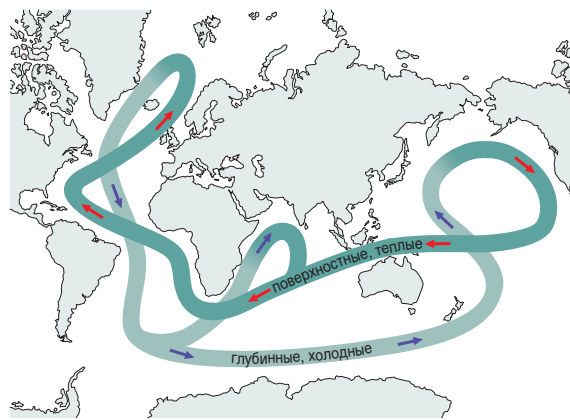 поверхностные, теплые
глубинные, холодные